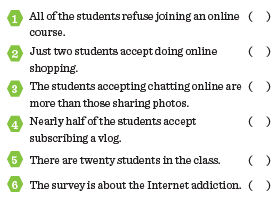 1 All of the students refuse joining an online ( )
course.
2 Just two students accept doing online ( )
shopping.
3 The students accepting chatting online are ( )
more than those sharing photos.
4 Nearly half of the students accept ( )
subscribing a vlog.
5 There are twenty students in the class. ( )
6 The survey is about the Internet addiction. ( )